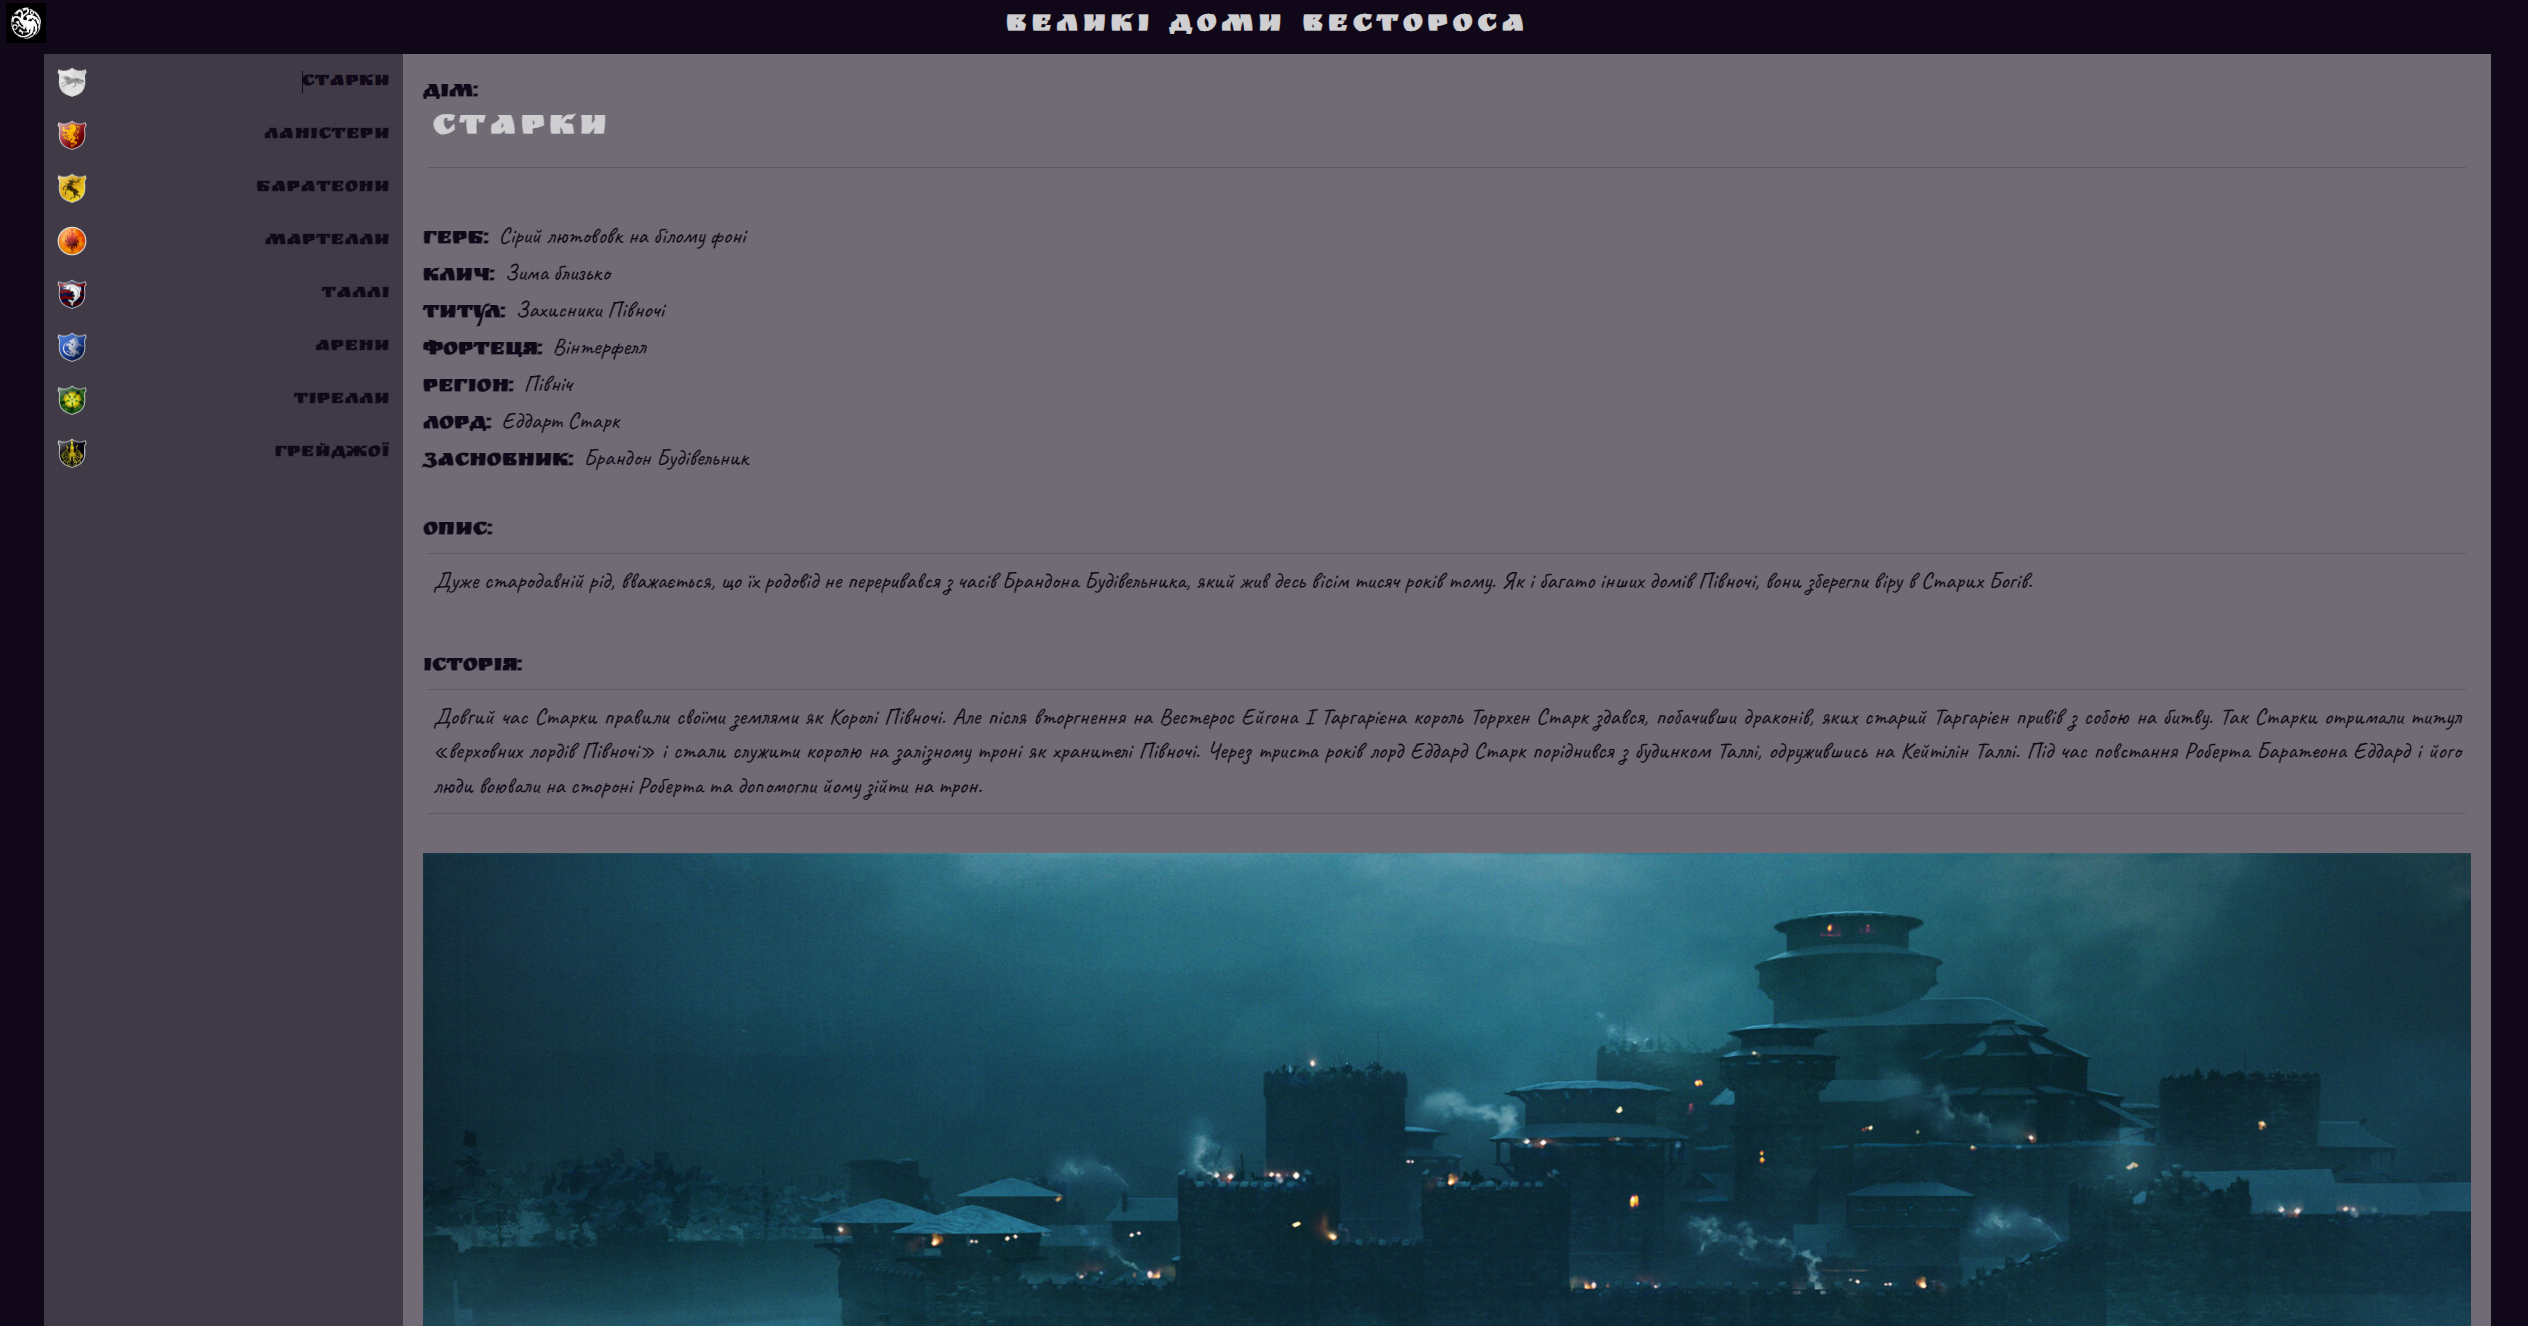 ВЕЛИКІ ДОМИ ВЕСТОРОСА
СТАРКИ
ЛАНІСТЕРИ
БАРАТЕОНИ
МАРТЕЛЛИ
ТАЛЛІ
АРЕНИ
ТІРЕЛЛИ
ГРЕЙДЖОЇ
ДІМ:
СТАРКИ
ГЕРБ: Сірий лютововк на білому фоні
КЛИЧ: Зима близько
ТИТУЛ: Захисники Півночі
ФОРТЕЦЯ: Вінтерфелл
РЕГІОН: Північ
ЛОРД: Еддарт Старк
ЗАСНОВНИК: Брандон Будівельник
ОПИС:
Дуже стародавній рід, вважається, що їх родовід не переривався з часів Брандона Будівельника, який жив десь вісім тисяч років тому. Як і багато інших домів Півночі, вони зберегли віру в Старих Богів.
ІСТОРІЯ:
Довгий час Старки правили своїми землями як Королі Півночі. Але після вторгнення на Вестерос Ейгона I Таргарієна король Торрхен Старк здався, побачивши драконів, яких старий Таргарієн привів з собою на битву. Так Старки отримали титул
«верховних лордів Півночі» і стали служити королю на залізному троні як хранителі Півночі. Через триста років лорд Еддард Старк поріднився з будинком Таллі, одружившись на Кейтілін Таллі. Під час повстання Роберта Баратеона Еддард і його
люди воювали на стороні Роберта та допомогли йому зійти на трон.